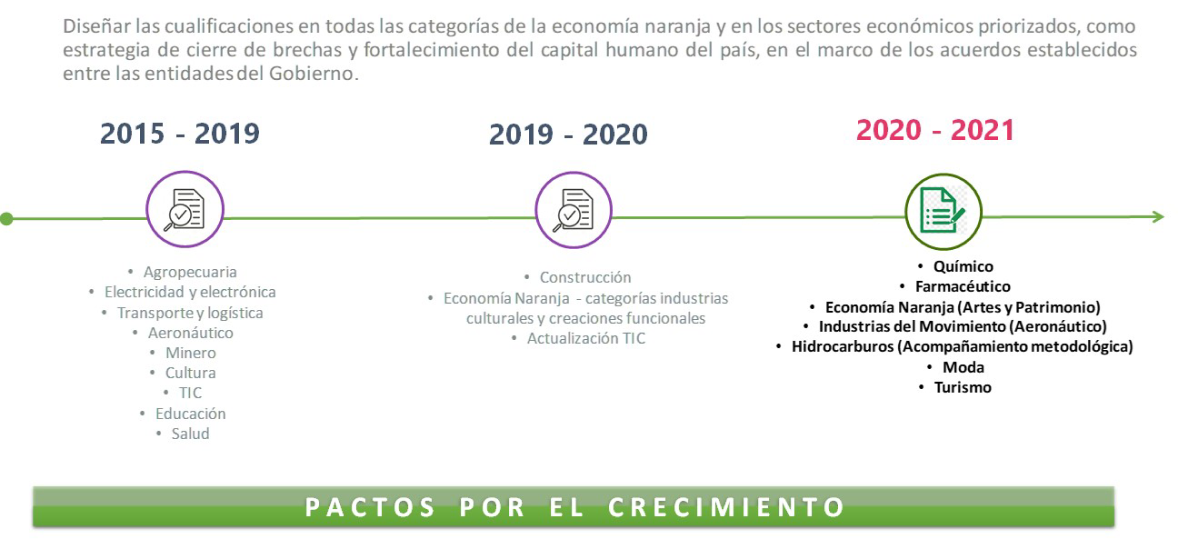 Diseñar las cualificaciones en todas las categorías de la economía naranja y en los sectores económicos priorizados, como
estrategia de cierre de brechas y fortalecimiento del capital humano del país, en el marco de los acuerdos establecidos
entre las entidades del Gobierno.
2015 - 2019
• Agropecuaria
• Electricidad y electrónica
• Transporte y logística
• Aeronáutico
• Minero
• Cultura
• TIC
• Educación
• Salud
2019 - 2020
• Construcción
• Economía Naranja - categorías industrias
culturales y creaciones funcionales
• Actualización TIC
2020 - 2021
• Químico
• Farmacéutico
• Economía Naranja (Artes y Patrimonio)
• Industrias del Movimiento (Aeronáutico)
• Hidrocarburos (Acompañamiento metodológica)
• Moda
• Turismo
PACTOS POR EL CRECIMIENTO